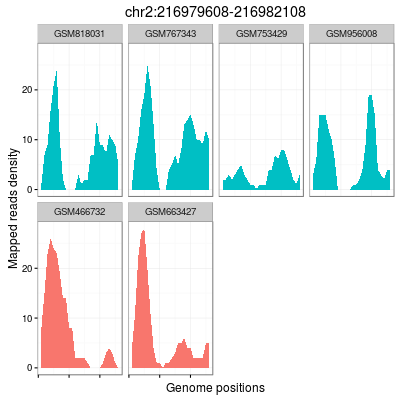 chr2:216979608-216982108
GSM818031 GSM767343 GSM753429 GSM956008
20
10
0
GSM466732 GSM663427
20
10
0
Mapped reads density
Genome positions